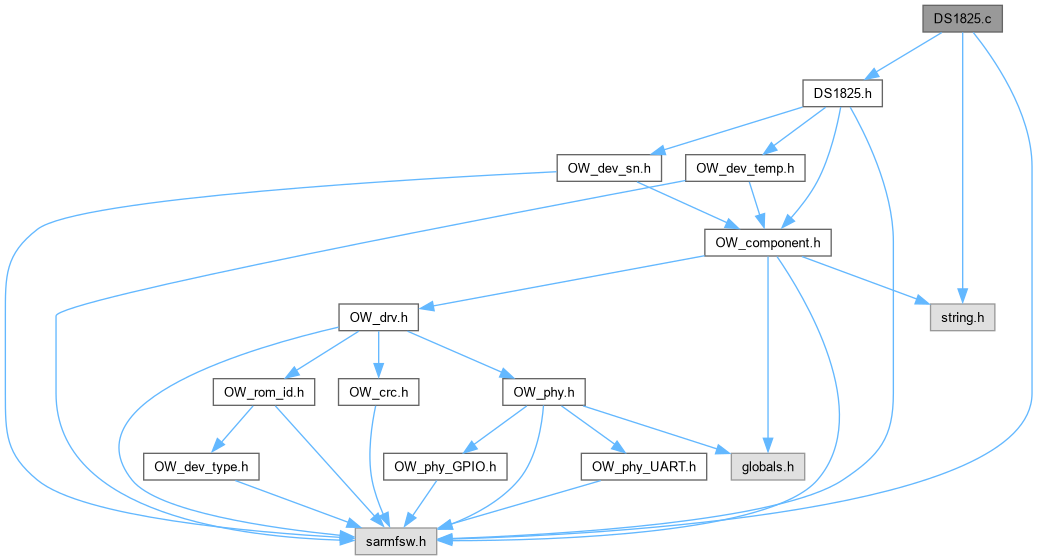 DS1825.c
DS1825.h
OW_dev_sn.h
OW_dev_temp.h
OW_component.h
OW_drv.h
string.h
OW_rom_id.h
OW_crc.h
OW_phy.h
OW_dev_type.h
OW_phy_GPIO.h
OW_phy_UART.h
globals.h
sarmfsw.h